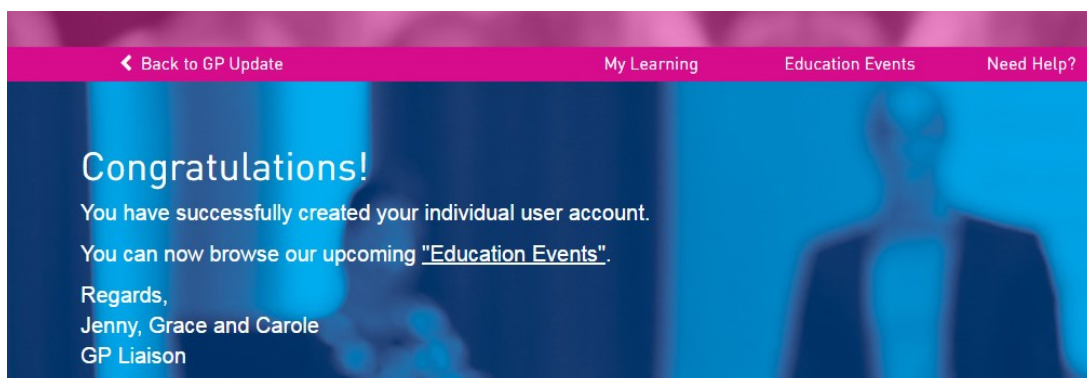 Back to GP Update My Learning Education Events Need Help?
Congratulations!
You have successfully created your individual user account.
You can now browse our upcoming "Education Events".
Regards,
Jenny, Grace and Carole
GP Liaison